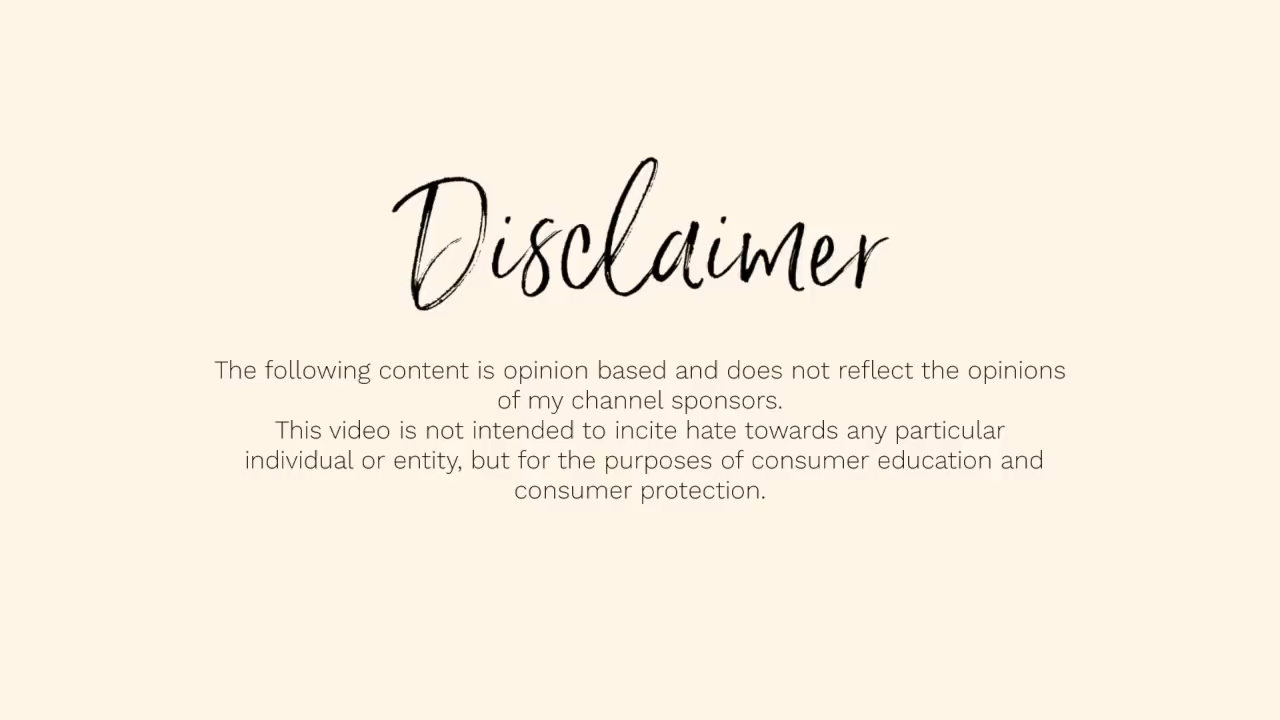 Disclaimer
The following content is opinion based and does not reflect the opinions
of my channel sponsors.
This video is not intended to incite hate towards any particular
individual or entity, but for the purposes of consumer education and
consumer protection.